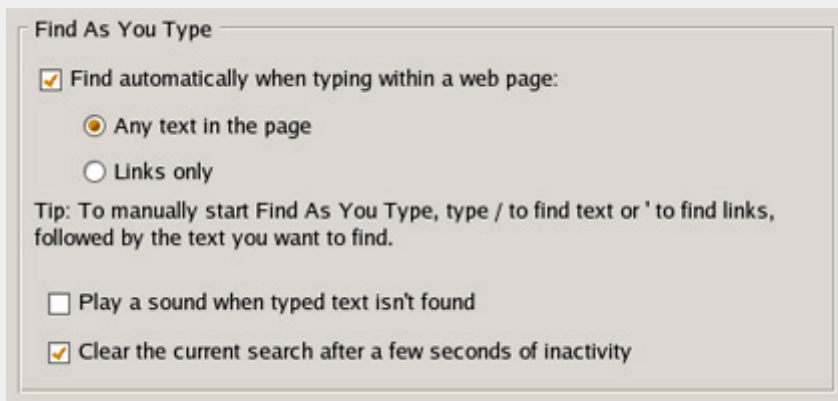 Find As You Type
Find automatically when typing within a web page:
Any text in the page
Links only
Tip: To manually start Find As You Type, type / to find text or ' to find links,
followed by the text you want to find.
Play a sound when typed text isn't found
Clear the current search after a few seconds of inactivity